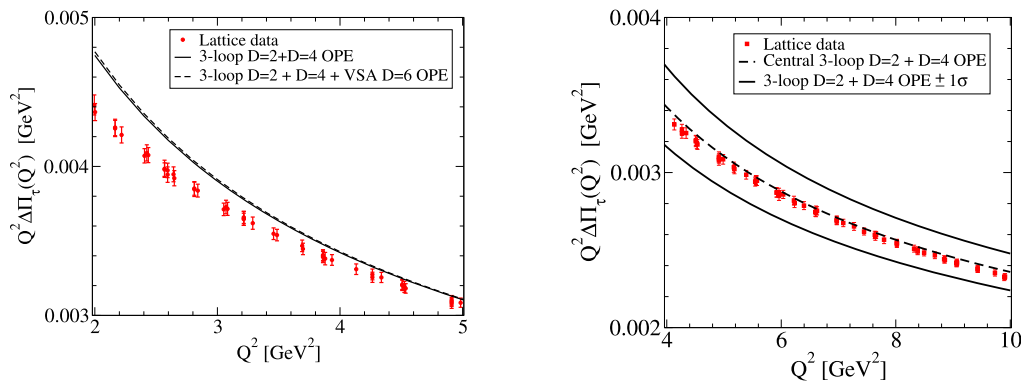 0.005
0.004
0.003
2
3
4
5
Q² [GeV²]
Q²ΔΠτ(Q²) [GeV²]
Lattice data
3-loop D=2+D=4 OPE
3-loop D=2 + D=4 + VSA D=6 OPE
0.004
0.003
0.002
4
6
8
10
Q² [GeV²]
Q²ΔΠτ(Q²) [GeV²]
Lattice data
Central 3-loop D=2 + D=4 OPE
3-loop D=2 + D=4 OPE ± 1σ